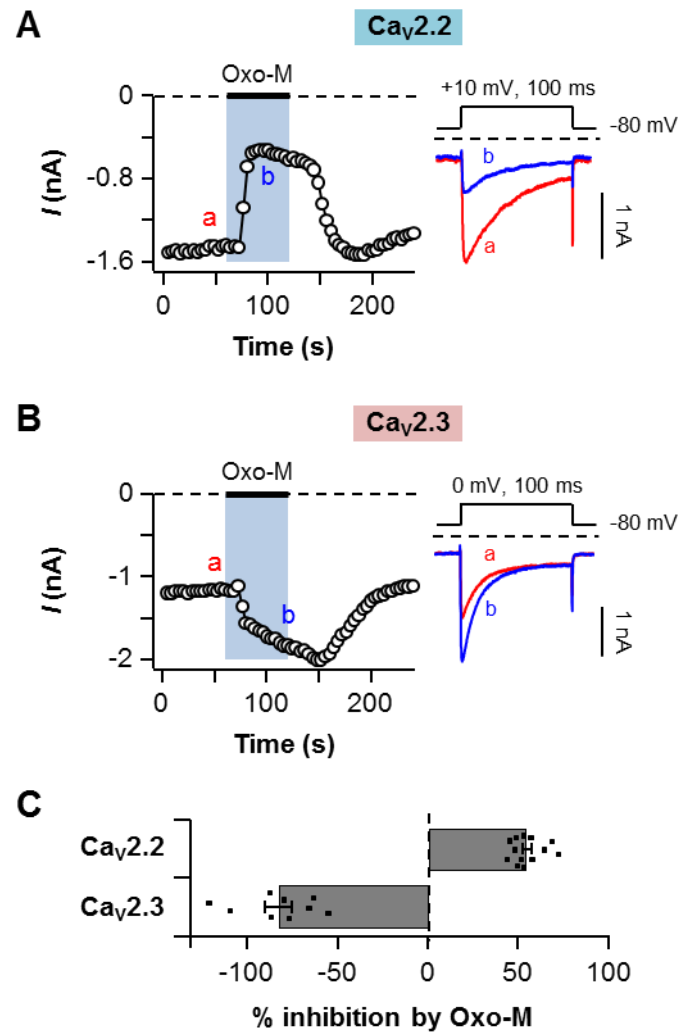 A
Cav2.2
Oxo-M
0
-0.8
-1.6
I (nA)
a
b
0 100 200
Time (s)
+10 mV, 100 ms
-80 mV
b
a
1 nA
B
Cav2.3
Oxo-M
0
-1
-2
I (nA)
a
b
0 100 200
Time (s)
0 mV, 100 ms
-80 mV
a
b
1 nA
C
Cav2.2
Cav2.3
-100 -50 0 50 100
% inhibition by Oxo-M